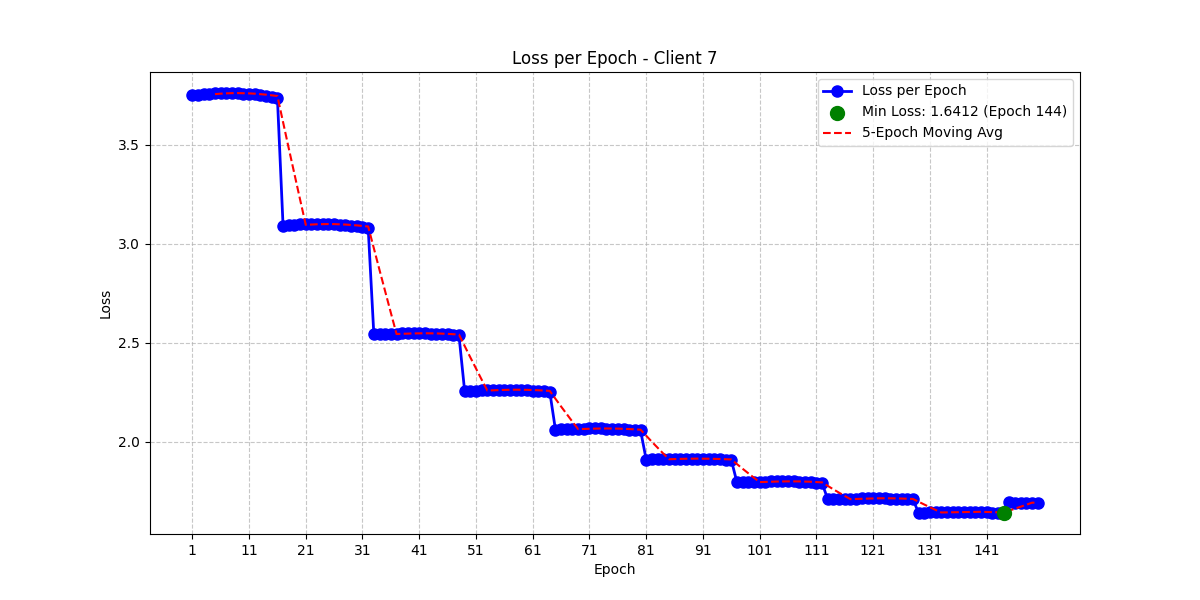 Loss per Epoch - Client 7
Loss per Epoch
Min Loss: 1.6412 (Epoch 144)
5-Epoch Moving Avg
Loss
3.5
3.0
2.5
2.0
1 11 21 31 41 51 61 71 81 91 101 111 121 131 141
Epoch